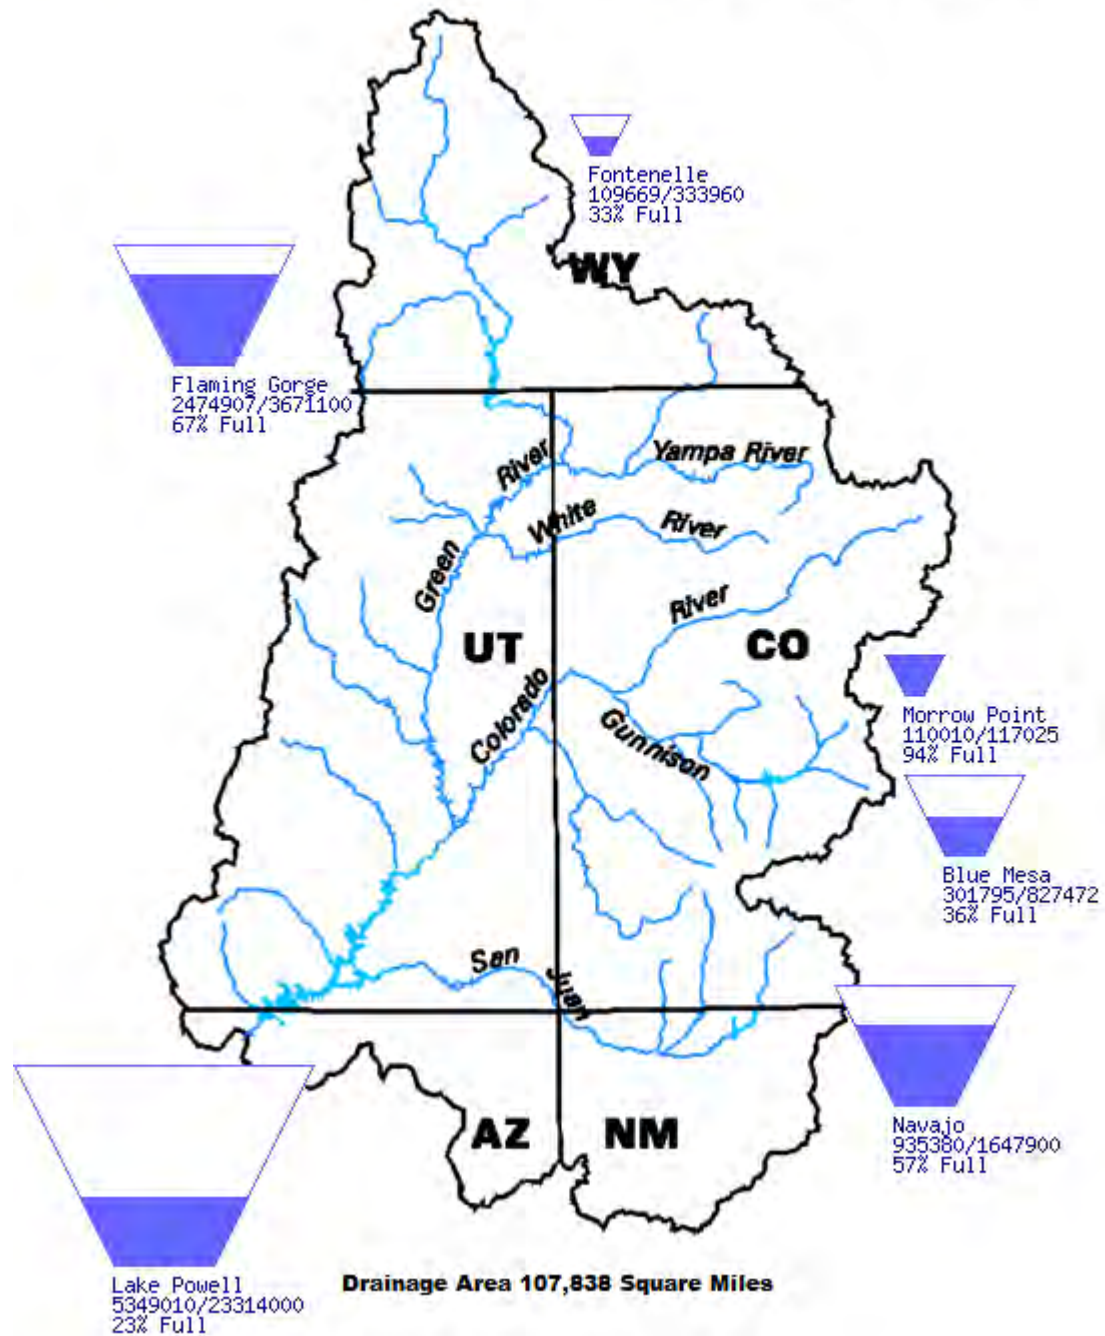 Fontenelle
109669/333960
33% Full
WY
Flaming Gorge
2474907/3671100
67% Full
Yampa River
River
White
River
Green
River
UT
CO
Colorado
Gunnison
Morrow Point
110010/117025
94% Full
Blue Mesa
301795/827472
36% Full
San
Juan
AZ
NM
Navajo
935380/1647900
57% Full
Lake Powell
5349010/23314000
23% Full
Drainage Area 107,838 Square Miles